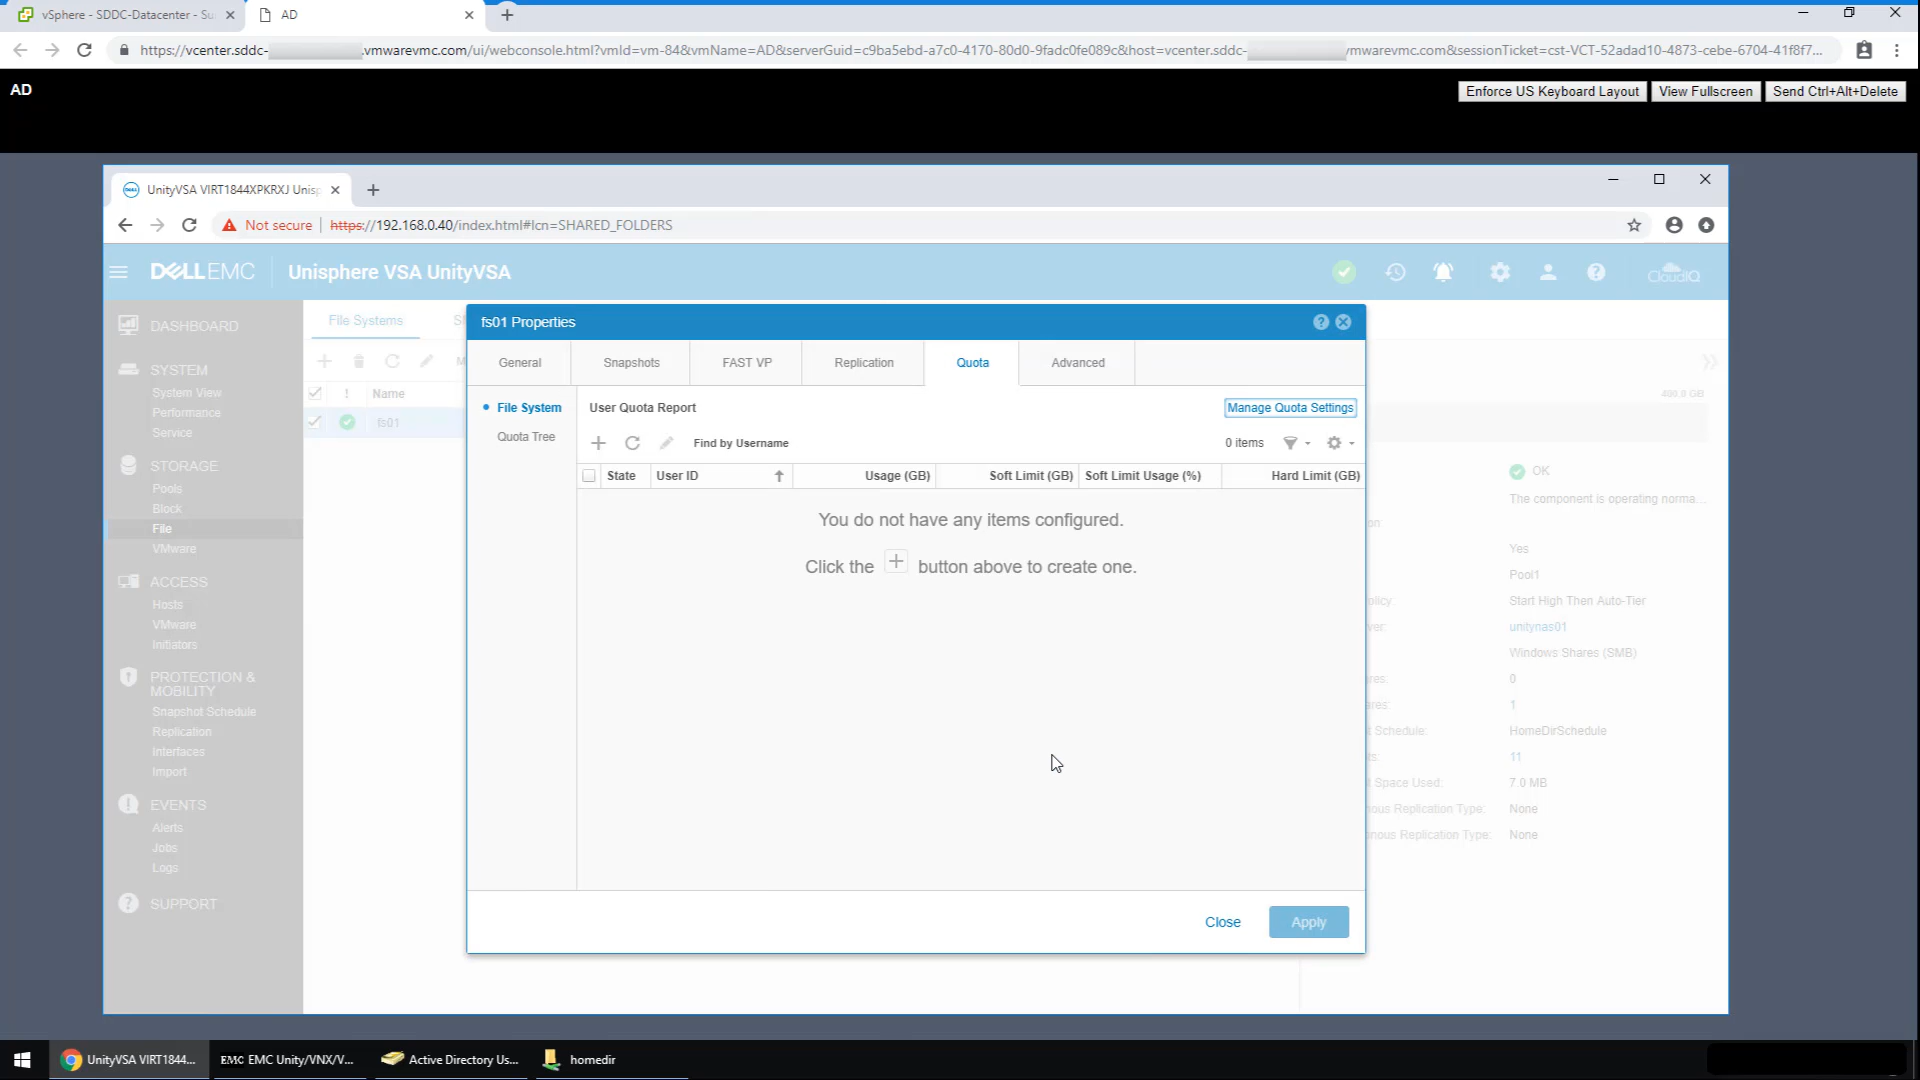 vSphere - SDDC-Datacenter - Su
AD
https://vcenter.sddc-
.vmwarevmc.com/ui/webconsole.html?vmId=vm-84&vmName=AD&serverGuid=c9ba5ebd-a7c0-4170-80d0-9fadc0fe089c&host=vcenter.sddc-
vmwarevmc.com&sessionTicket=cst-VCT-52adad10-4873-cebe-6704-41f8f7...
AD
Enforce US Keyboard Layout
View Fullscreen
Send Ctrl+Alt+Delete
UnityVSA VIRT1844XPKRXJ Unisp
Not secure
https://192.168.0.40/index.html#lcn=SHARED_FOLDERS
DELLEMC
Unisphere VSA UnityVSA
CloudIQ
DASHBOARD
SYSTEM
System View
Performance
Service
STORAGE
Pools
Block
File
VMware
ACCESS
Hosts
VMware
Initiators
PROTECTION &
MOBILITY
Snapshot Schedule
Replication
Interfaces
Import
EVENTS
Alerts
Jobs
Logs
SUPPORT
File Systems
S
M
! Name
fs01
fs01 Properties
General
Snapshots
FAST VP
Replication
Quota
Advanced
File System
Quota Tree
User Quota Report
Manage Quota Settings
Find by Username
0 items
State
User ID
Usage (GB)
Soft Limit (GB)
Soft Limit Usage (%)
Hard Limit (GB)
You do not have any items configured.
Click the + button above to create one.
Close
Apply
OK
The component is operating norma...
on
Yes
Pool1
olicy:
Start High Then Auto-Tier
ver:
unitynas01
Windows Shares (SMB)
res:
0
ares:
1
t Schedule:
HomeDirSchedule
ts:
11
t Space Used:
7.0 MB
nous Replication Type:
None
onous Replication Type:
None
UnityVSA VIRT1844...
EMC EMC Unity/VNX/V...
Active Directory Us...
homedir